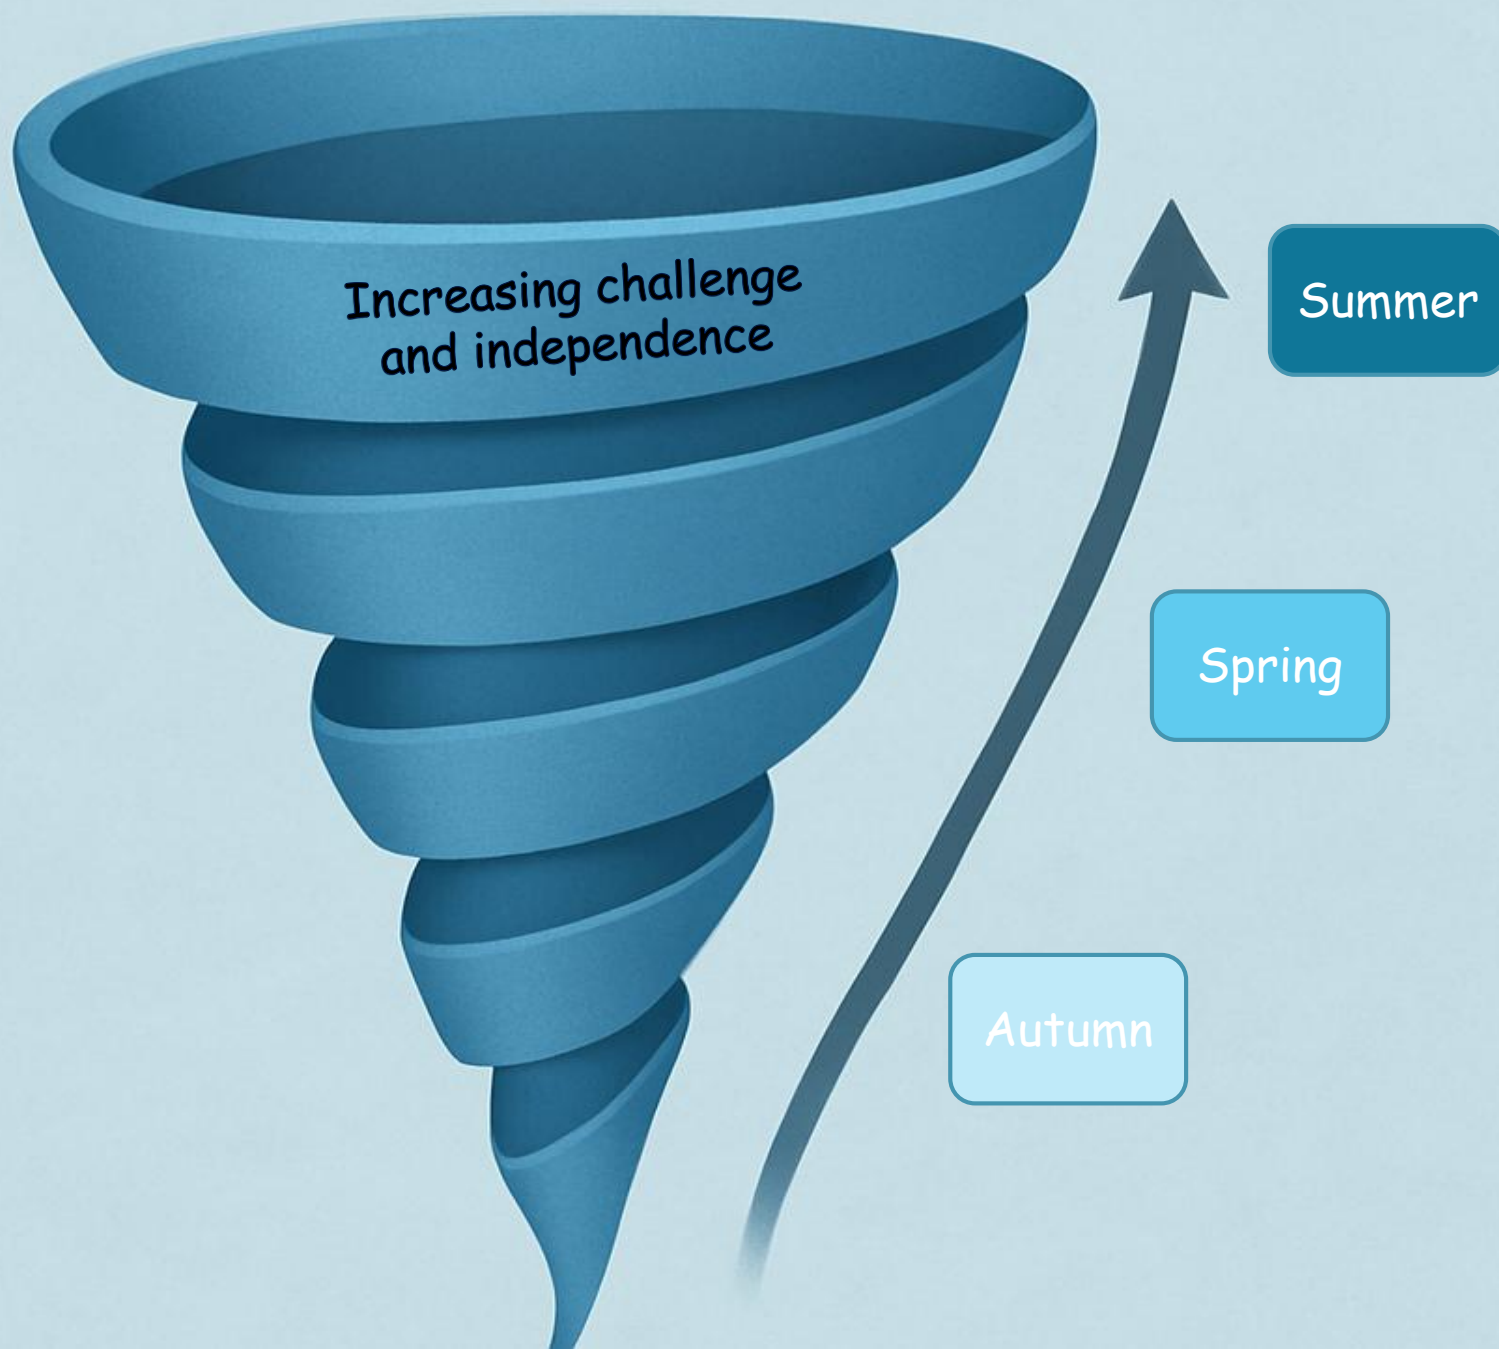 Increasing challenge
and independence
Summer
Spring
Autumn